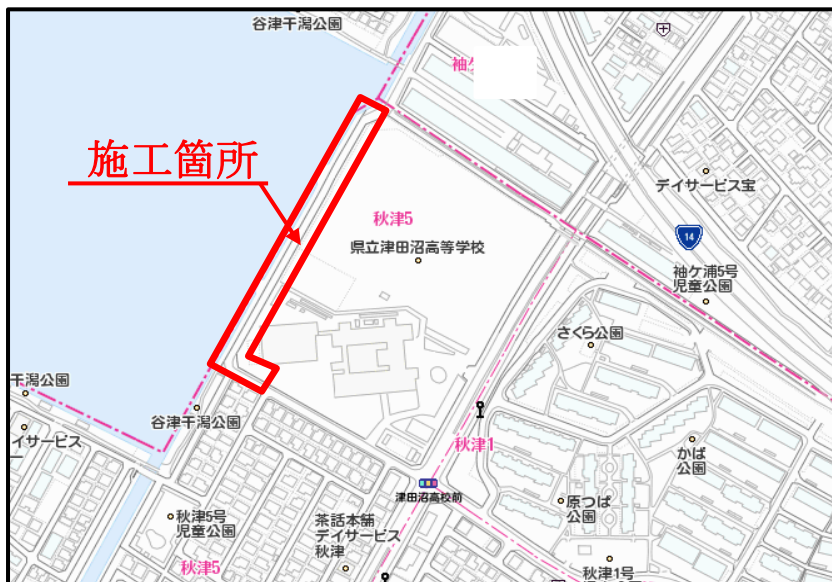 谷津干潟公園
袖ケ
施工箇所
デイサービス宝
秋津5
14
県立津田沼高等学校
袖ケ浦5号
児童公園
さくら公園
干潟公園
谷津干潟公園
イサービス
秋津1
かば
公園
津田沼高校前
原つぱ
公園
秋津5号
児童公園
茶話本舗
デイサービス
秋津
秋津5
秋津1号